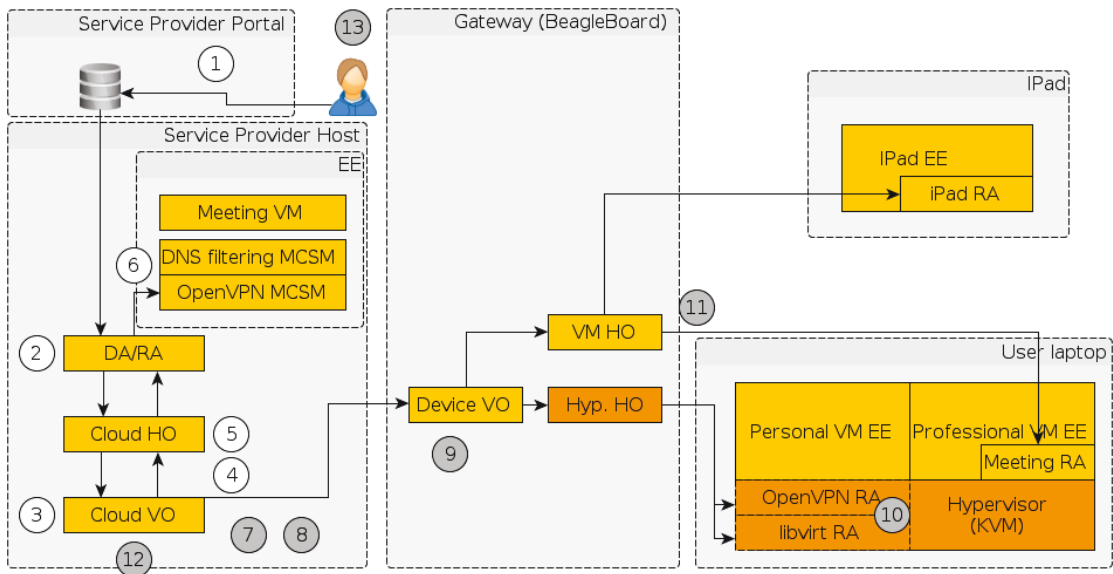 Service Provider Portal
13
Gateway (BeagleBoard)
1
IPad
Service Provider Host
EE
IPad EE
iPad RA
Meeting VM
DNS filtering MCSM
6
OpenVPN MCSM
11
VM HO
2
DA/RA
User laptop
Device VO
Hyp. HO
Cloud HO
5
9
Personal VM EE
Professional VM EE
4
Meeting RA
3
Cloud VO
OpenVPN RA
10
Hypervisor
(KVM)
7
8
libvirt RA
12